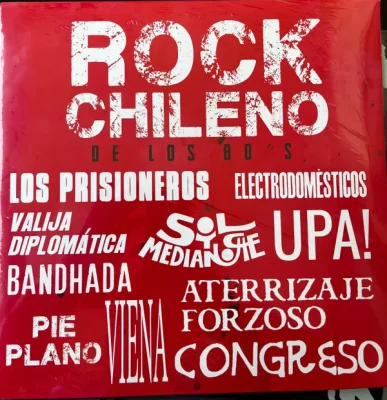 ROCK
CHILENO
DE LOS 80´S
LOS PRISIONEROS ELECTRODOMÈSTICOS
VALIJA
DIPLOMÁTICA
SOL Y
MEDIANOCHE
UPA!
BANDHADA
ATERRIZAJE
FORZOSO
PIE
PLANO
VIENA
CONGRESO